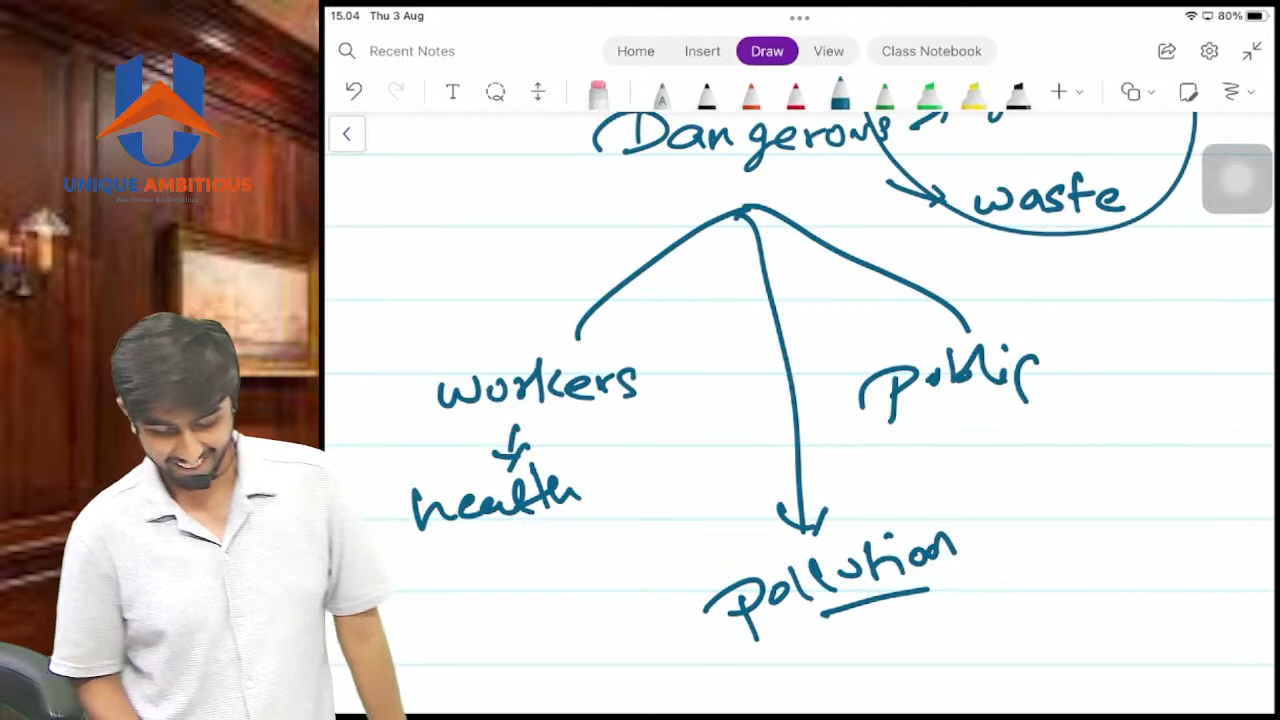 15.04 Thu 3 Aug
80%
Recent Notes
Home Insert Draw View Class Notebook
UNIQUE AMBITIOUS
Dangerous
waste
workers
Public
health
pollution